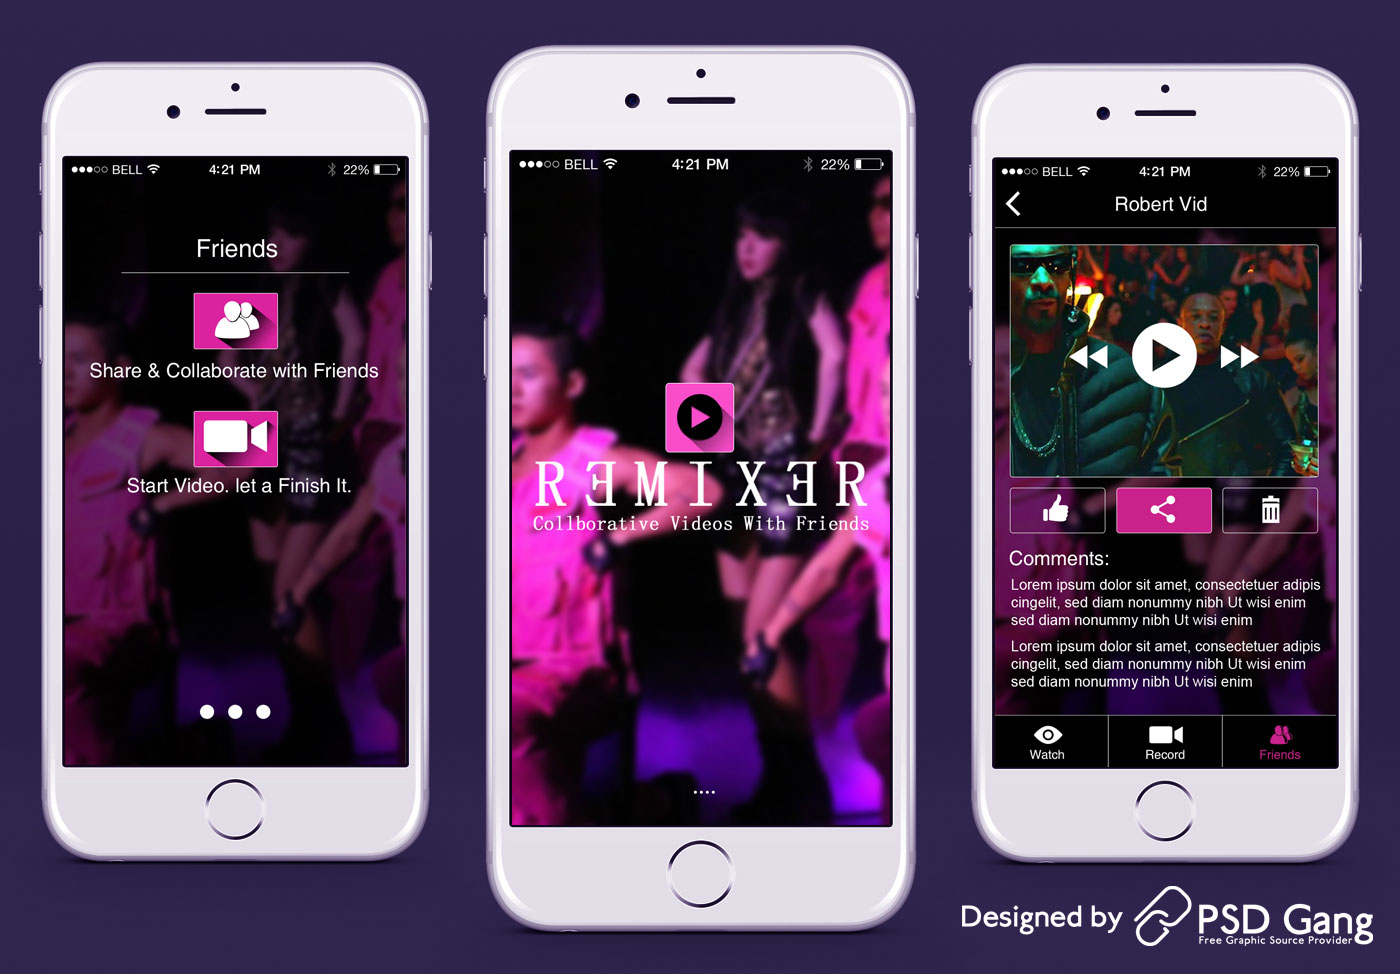 BELL 4:21 PM 22%
Friends
Share & Collaborate with Friends
Start Video. let a Finish It.
BELL 4:21 PM 22%
RƎMIXƎR
Collborative Videos With Friends
BELL 4:21 PM 22%
Robert Vid
Comments:
Lorem ipsum dolor sit amet, consectetuer adipis
cingelit, sed diam nonummy nibh Ut wisi enim
sed diam nonummy nibh Ut wisi enim
Lorem ipsum dolor sit amet, consectetuer adipis
cingelit, sed diam nonummy nibh Ut wisi enim
sed diam nonummy nibh Ut wisi enim
Watch Record Friends
Designed by PSD Gang
Free Graphic Source Provider